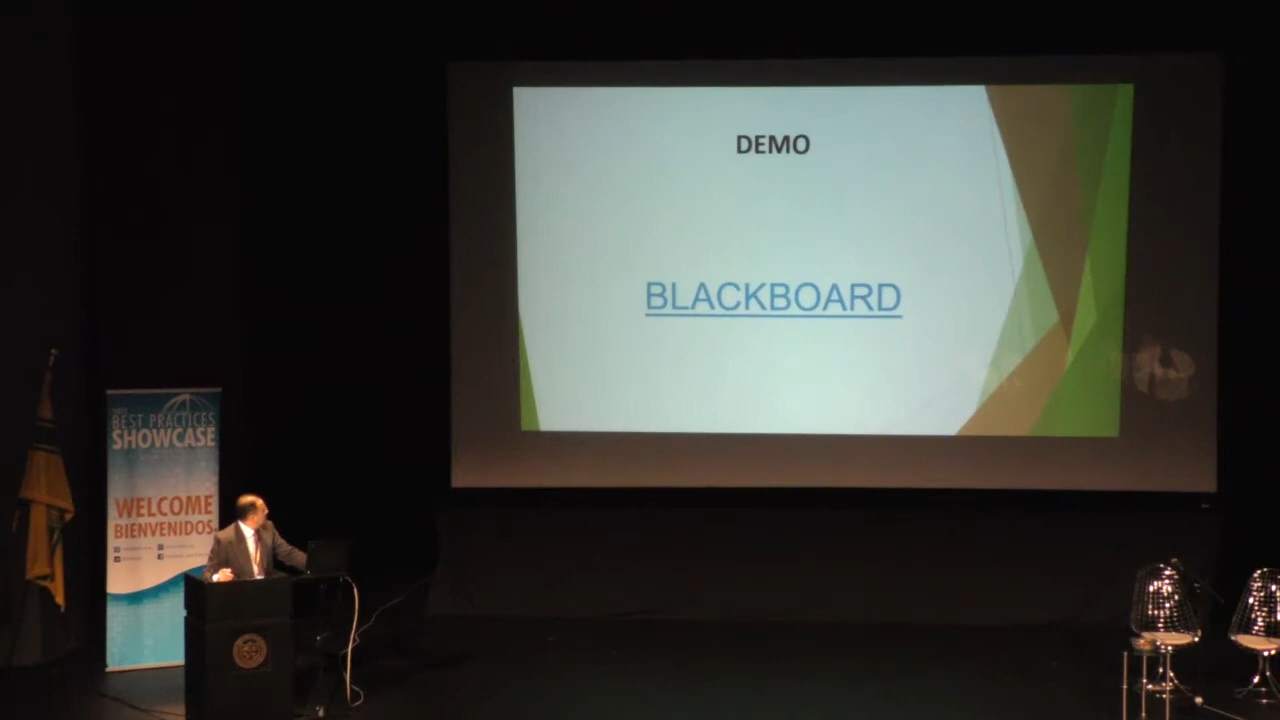 DEMO
BLACKBOARD
BEST PRACTICES
SHOWCASE
WELCOME
BIENVENIDOS